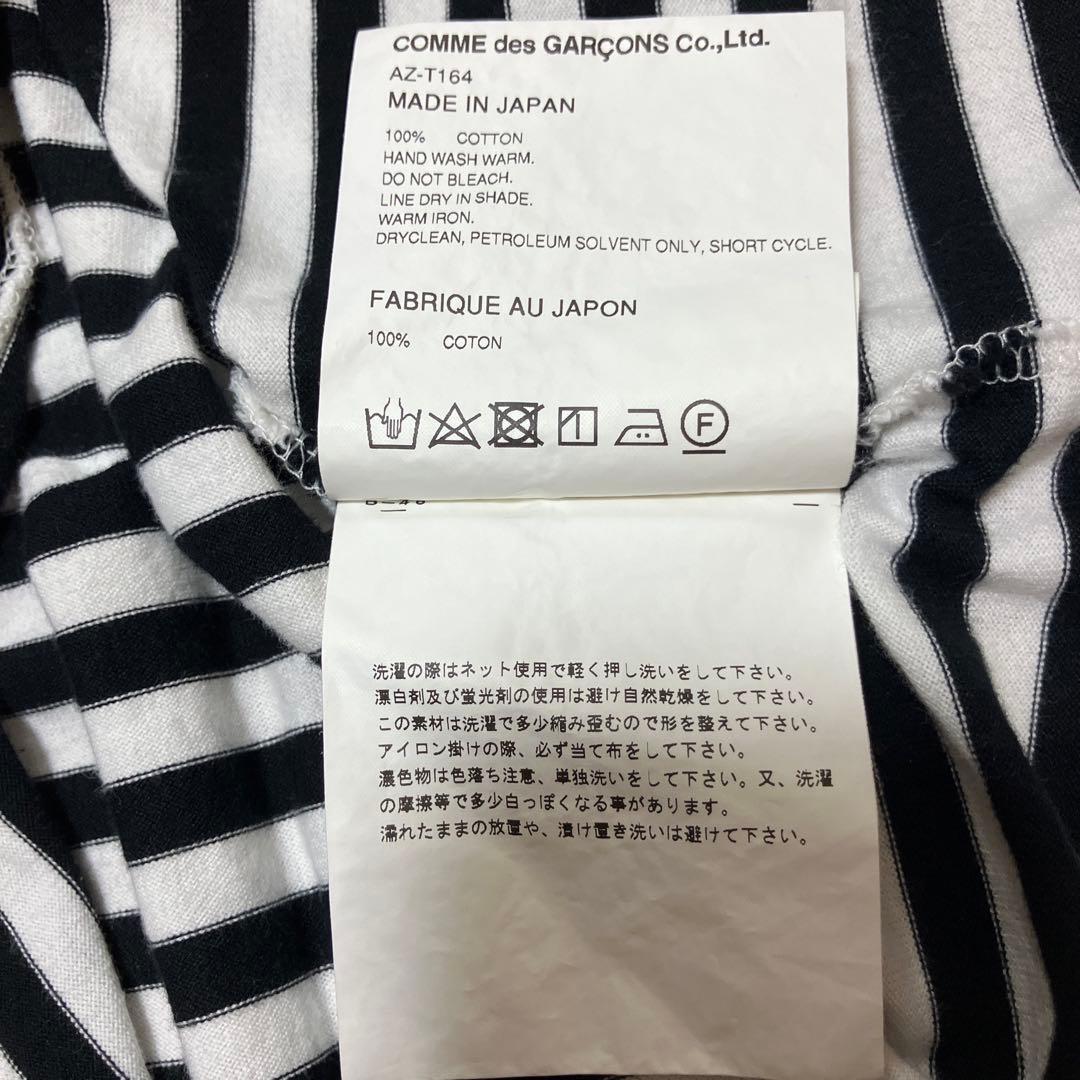 COMME des GARÇONS Co.,Ltd.
AZ-T164
MADE IN JAPAN
100% COTTON
HAND WASH WARM.
DO NOT BLEACH.
LINE DRY IN SHADE.
WARM IRON.
DRYCLEAN, PETROLEUM SOLVENT ONLY, SHORT CYCLE.
FABRIQUE AU JAPON
100% COTON
F
洗濯の際はネット使用で軽く押し洗いをして下さい。
漂白剤及び蛍光剤の使用は避け自然乾燥をして下さい。
この素材は洗濯で多少縮み歪むので形を整えて下さい。
アイロン掛けの際、必ず当て布をして下さい。
濃色物は色落ち注意、単独洗いをして下さい。又、洗濯
の摩擦等で多少白っぽくなる事があります。
濡れたままの放置や、漬け置き洗いは避けて下さい。